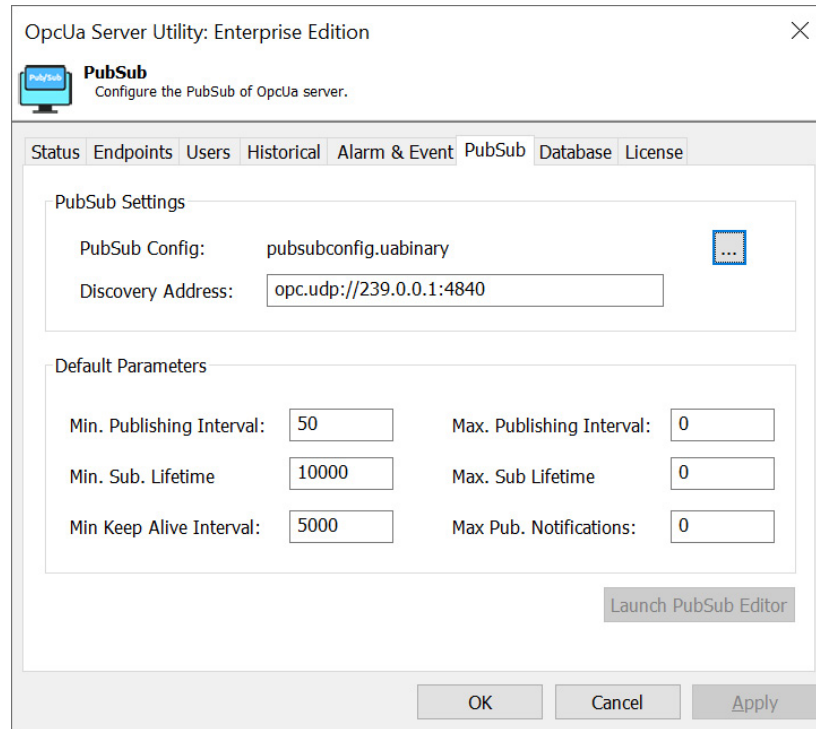 OpcUa Server Utility: Enterprise Edition
Pub/Sub
PubSub
Configure the PubSub of OpcUa server.
Status Endpoints Users Historical Alarm & Event PubSub Database License
PubSub Settings
PubSub Config: pubsubconfig.uabinary ...
Discovery Address: opc.udp://239.0.0.1:4840
Default Parameters
Min. Publishing Interval: 50 Max. Publishing Interval: 0
Min. Sub. Lifetime 10000 Max. Sub Lifetime 0
Min Keep Alive Interval: 5000 Max Pub. Notifications: 0
Launch PubSub Editor
OK Cancel Apply